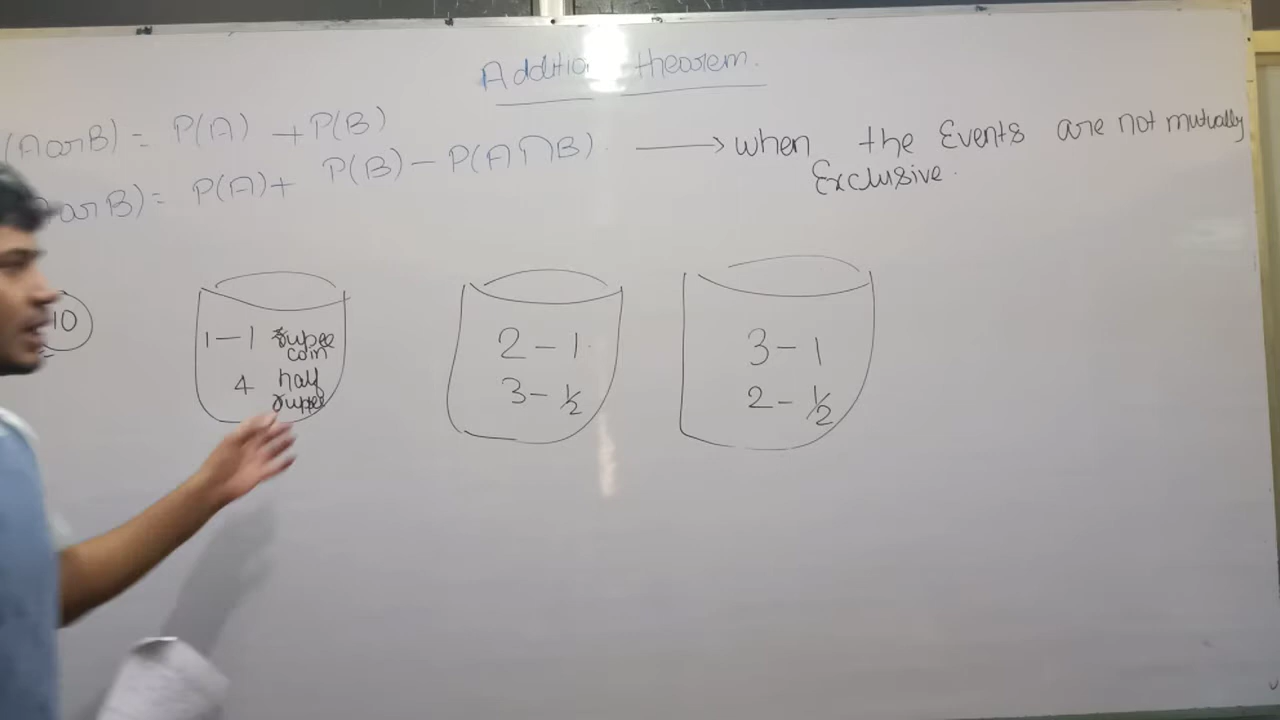 Addition theorem.
(A or B) = P(A) + P(B)
or B) = P(A) + P(B) - P(A∩B) → when the Events are not mutually
Exclusive.
10
1-1 rupee
coin
4 half
rupee
2-1
3-½
3-1
2-½